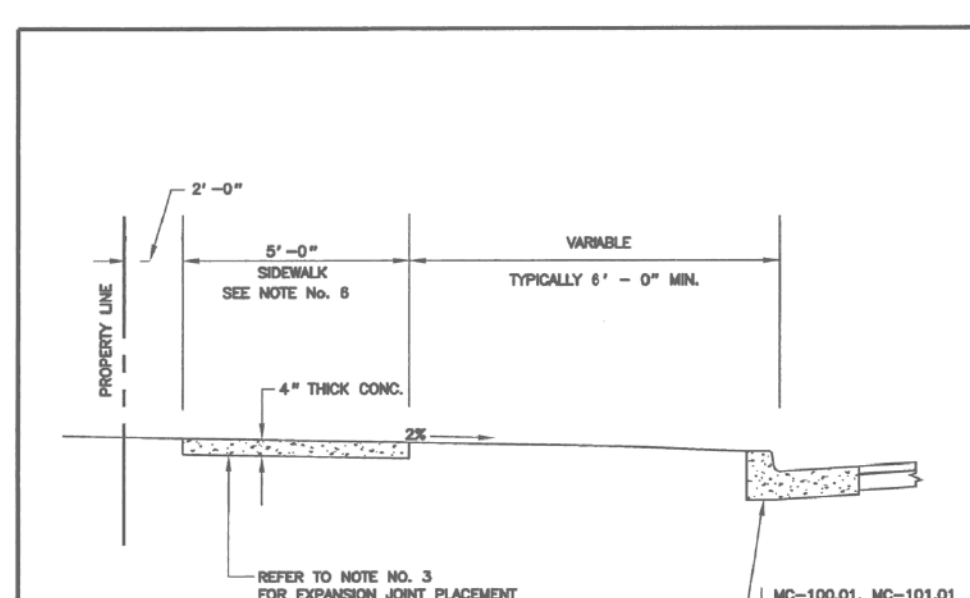 2'-0"
5'-0"
SIDEWALK
SEE NOTE No. 6
VARIABLE
TYPICALLY 6' - 0" MIN.
PROPERTY LINE
4" THICK CONC.
2%
REFER TO NOTE NO. 3
FOR EXPANSION JOINT PLACEMENT
MC-100.01, MC-101.01